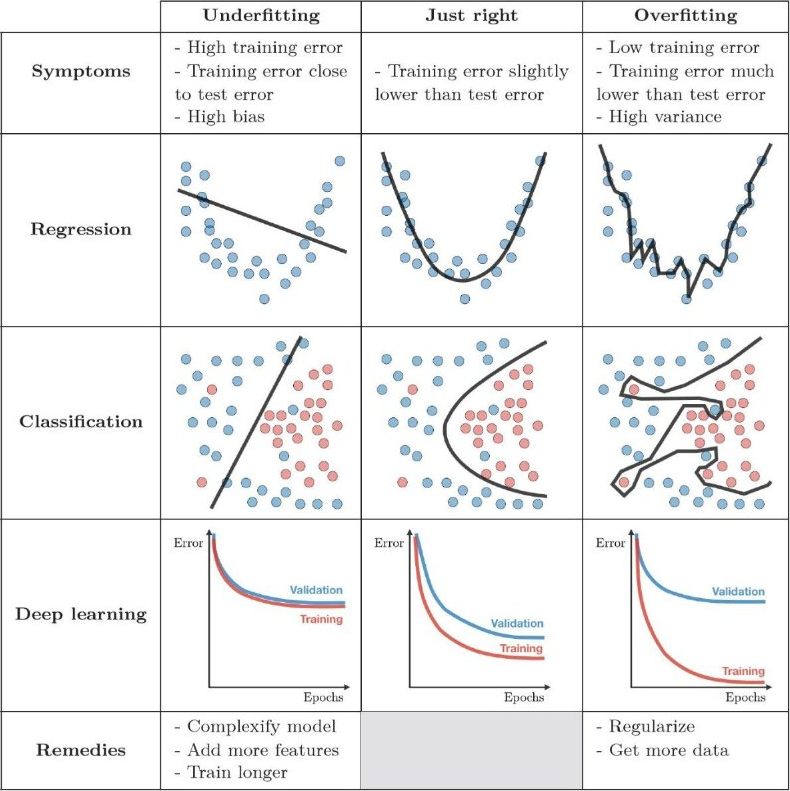 Underfitting
Just right
Overfitting
Symptoms
- High training error
- Training error close
to test error
- High bias
- Training error slightly
lower than test error
- Low training error
- Training error much
lower than test error
- High variance
Regression
Classification
Deep learning
Error
Validation
Training
Epochs
Error
Validation
Training
Epochs
Error
Validation
Training
Epochs
Remedies
- Complexify model
- Add more features
- Train longer
- Regularize
- Get more data